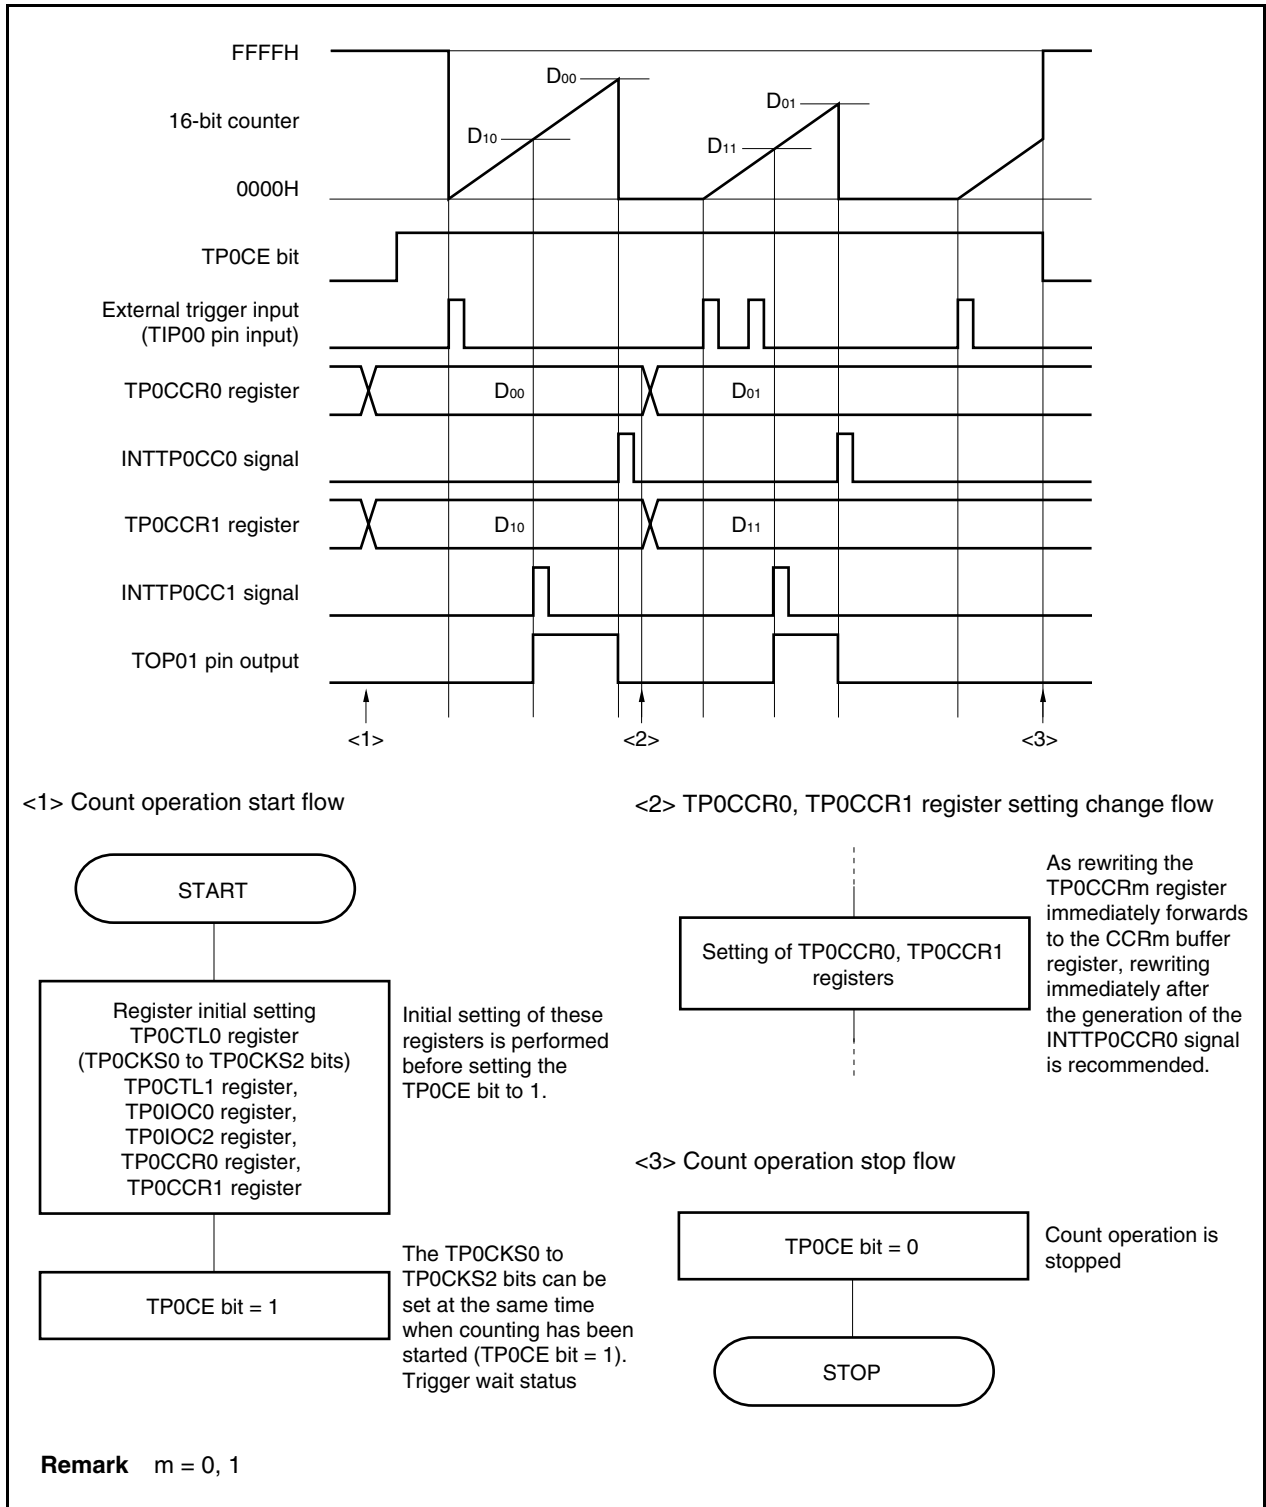 FFFFH
D00
D01
16-bit counter
D10
D11
0000H
TP0CE bit
External trigger input
(TIP00 pin input)
TP0CCR0 register
D00
D01
INTTP0CC0 signal
TP0CCR1 register
D10
D11
INTTP0CC1 signal
TOP01 pin output
<1>
<2>
<3>
<1> Count operation start flow
START
Register initial setting
TP0CTL0 register
(TP0CKS0 to TP0CKS2 bits)
TP0CTL1 register,
TP0IOC0 register,
TP0IOC2 register,
TP0CCR0 register,
TP0CCR1 register
Initial setting of these
registers is performed
before setting the
TP0CE bit to 1.
TP0CE bit = 1
The TP0CKS0 to
TP0CKS2 bits can be
set at the same time
when counting has been
started (TP0CE bit = 1).
Trigger wait status
<2> TP0CCR0, TP0CCR1 register setting change flow
Setting of TP0CCR0, TP0CCR1
registers
As rewriting the
TP0CCRm register
immediately forwards
to the CCRm buffer
register, rewriting
immediately after
the generation of the
INTTP0CCR0 signal
is recommended.
<3> Count operation stop flow
TP0CE bit = 0
Count operation is
stopped
STOP
Remark m = 0, 1